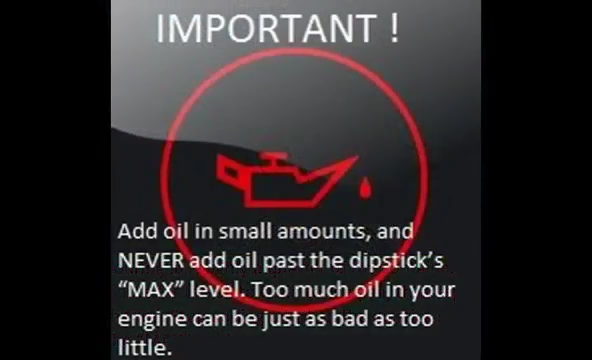 IMPORTANT !
Add oil in small amounts, and
NEVER add oil past the dipstick's
“MAX” level. Too much oil in your
engine can be just as bad as too
little.